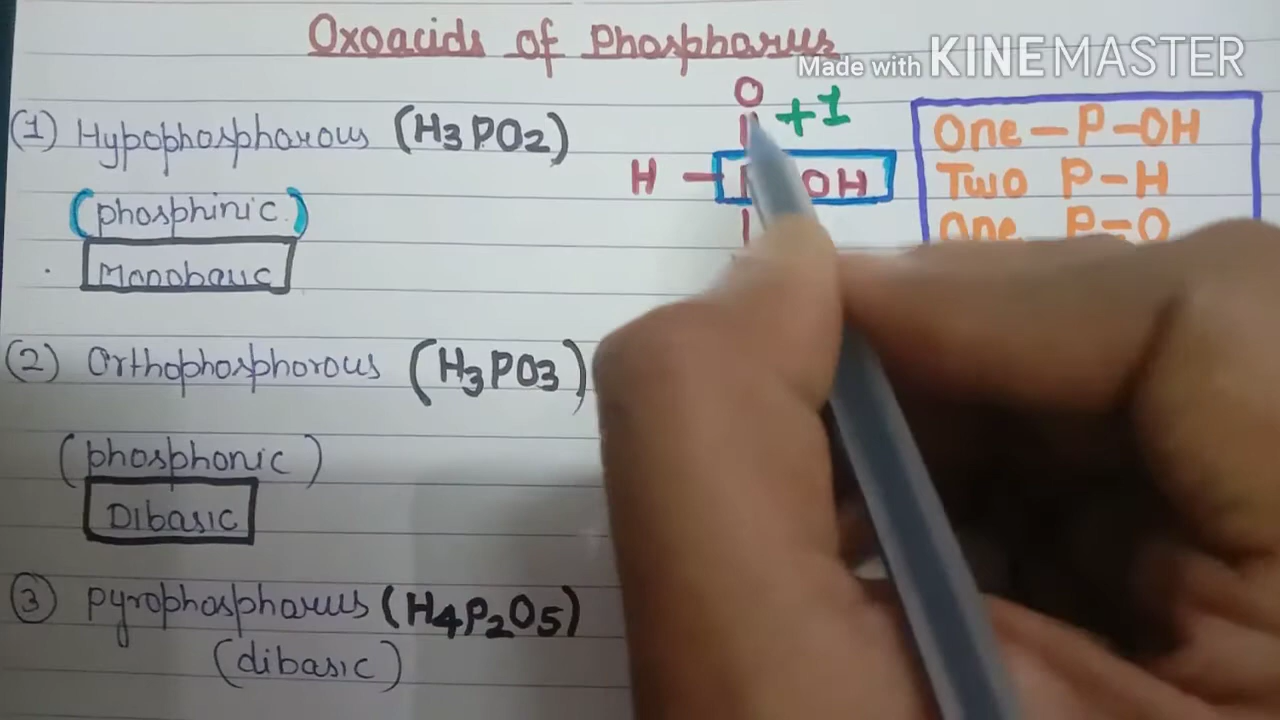 Oxoacids of Phosphorus
Made with KINEMASTER
(1) Hypophosphorous (H3PO2)
(phosphinic)
Monobasic
O
+1
H - OH
One - P - OH
Two P - H
One P = O
(2) Orthophosphorous (H3PO3)
(phosphonic)
Dibasic
(3) pyrophosphorus (H4P2O5)
(dibasic)